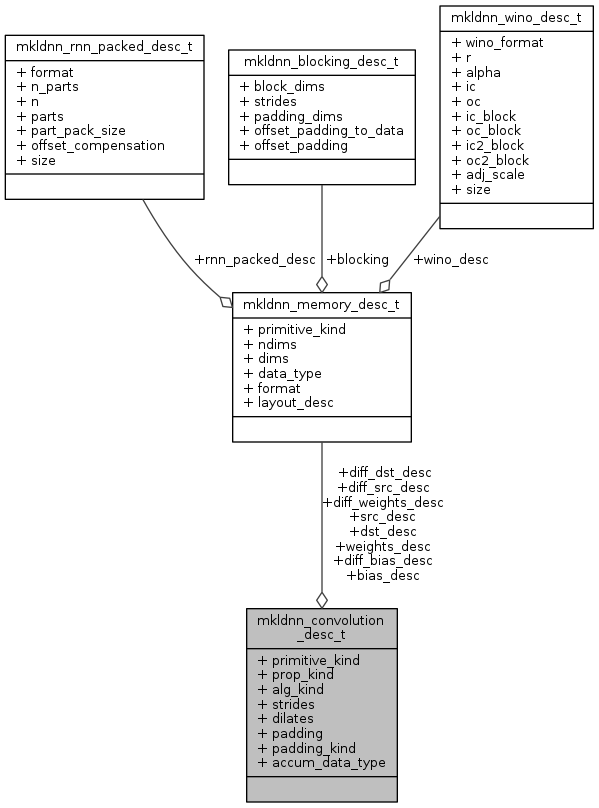 mkldnn_rnn_packed_desc_t
+ format
+ n_parts
+ n
+ parts
+ part_pack_size
+ offset_compensation
+ size
mkldnn_blocking_desc_t
+ block_dims
+ strides
+ padding_dims
+ offset_padding_to_data
+ offset_padding
mkldnn_wino_desc_t
+ wino_format
+ r
+ alpha
+ ic
+ oc
+ ic_block
+ oc_block
+ ic2_block
+ oc2_block
+ adj_scale
+ size
+rnn_packed_desc
+blocking
+wino_desc
mkldnn_memory_desc_t
+ primitive_kind
+ ndims
+ dims
+ data_type
+ format
+ layout_desc
+diff_dst_desc
+diff_src_desc
+diff_weights_desc
+src_desc
+dst_desc
+weights_desc
+diff_bias_desc
+bias_desc
mkldnn_convolution
_desc_t
+ primitive_kind
+ prop_kind
+ alg_kind
+ strides
+ dilates
+ padding
+ padding_kind
+ accum_data_type